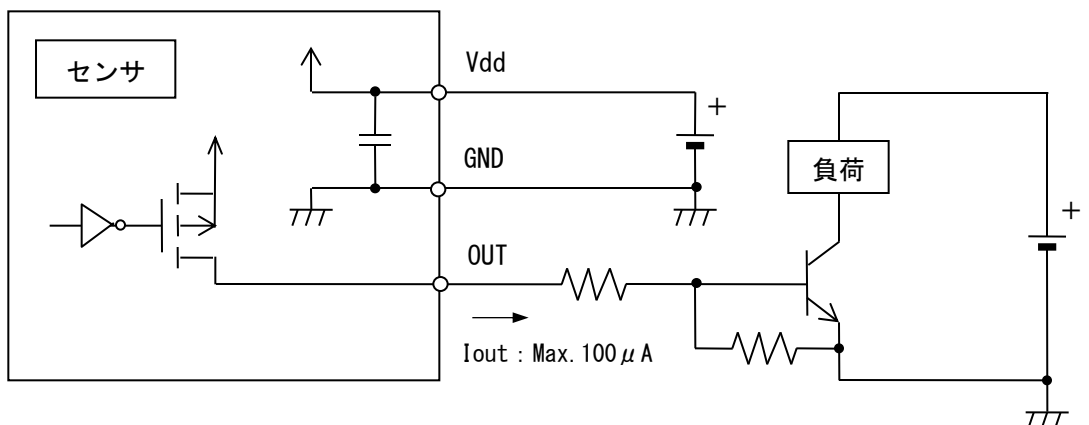 センサ
Vdd
+
GND
負荷
+
OUT
Iout : Max.100μA